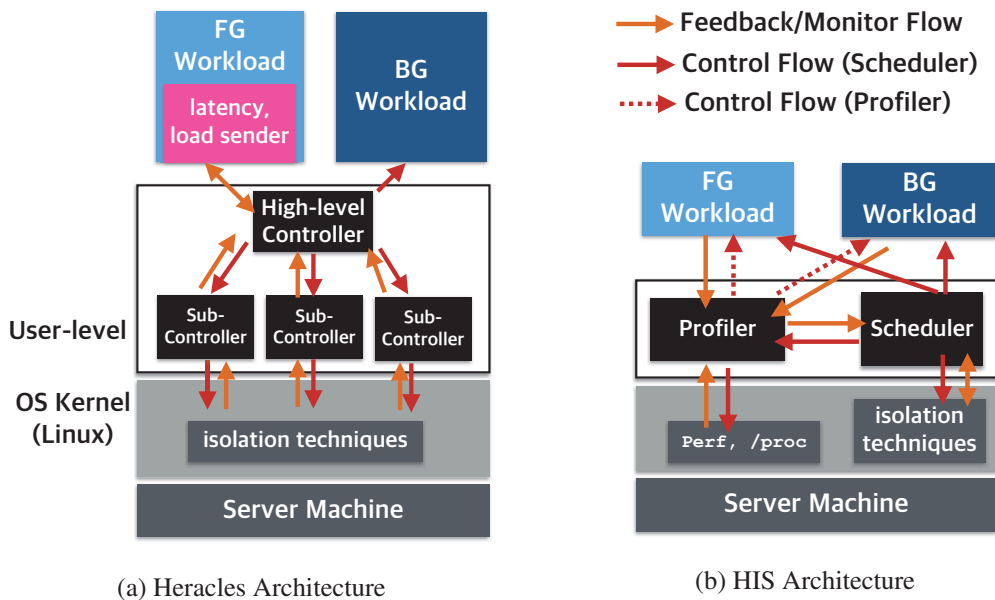 FG
Workload
latency,
load sender
BG
Workload
High-level
Controller
User-level
Sub-
Controller
Sub-
Controller
Sub-
Controller
OS Kernel
(Linux)
isolation techniques
Server Machine
(a) Heracles Architecture
Feedback/Monitor Flow
Control Flow (Scheduler)
Control Flow (Profiler)
FG
Workload
BG
Workload
Profiler
Scheduler
Perf, /proc
isolation
techniques
Server Machine
(b) HIS Architecture